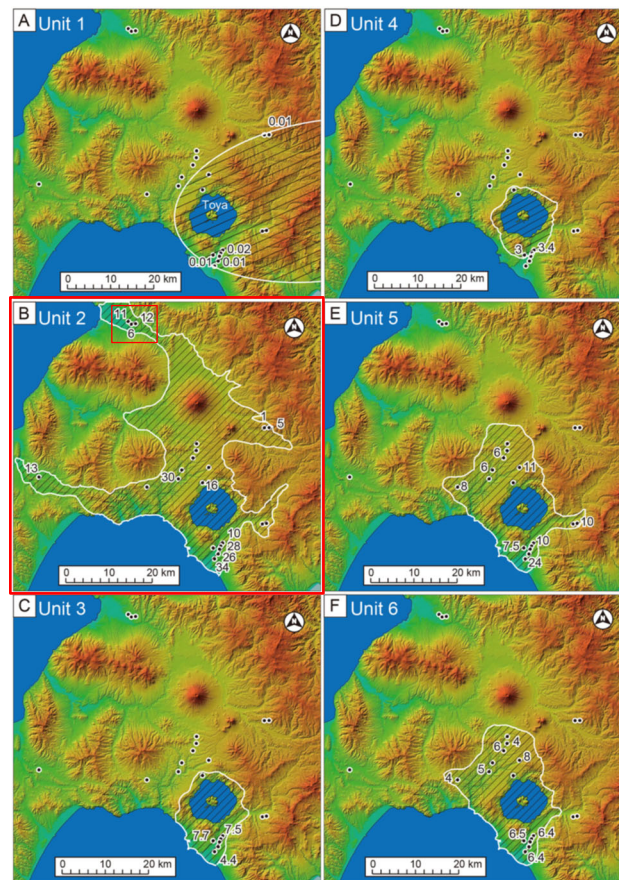 A Unit 1
0.01
Toya
0.02
0.01 0.01
0 10 20 km
D Unit 4
3 3.4
0 10 20 km
B Unit 2
11 12
6
1
5
13
30
16
10
28
26
34
0 10 20 km
E Unit 5
6
6 11
8
10
10
7.5
24
0 10 20 km
C Unit 3
7.5
7.7
4.4
0 10 20 km
F Unit 6
4
6
8
5
4
6.5 6.4
6.4
0 10 20 km